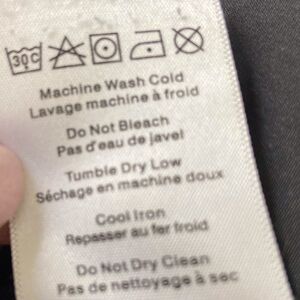 30C
Machine Wash Cold
Lavage machine à froid
Do Not Bleach
Pas d'eau de javel
Tumble Dry Low
Séchage en machine doux
Cool Iron
Repasser au fer froid
Do Not Dry Clean
Pas de nettoyage à sec